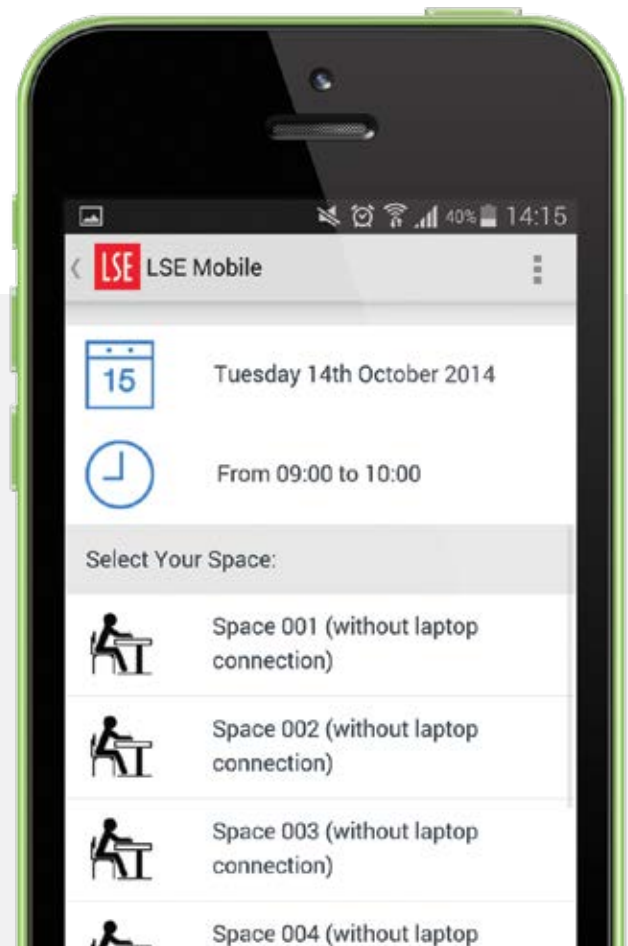 40% 14:15
LSE LSE Mobile
15 Tuesday 14th October 2014
From 09:00 to 10:00
Select Your Space:
Space 001 (without laptop
connection)
Space 002 (without laptop
connection)
Space 003 (without laptop
connection)
Space 004 (without laptop